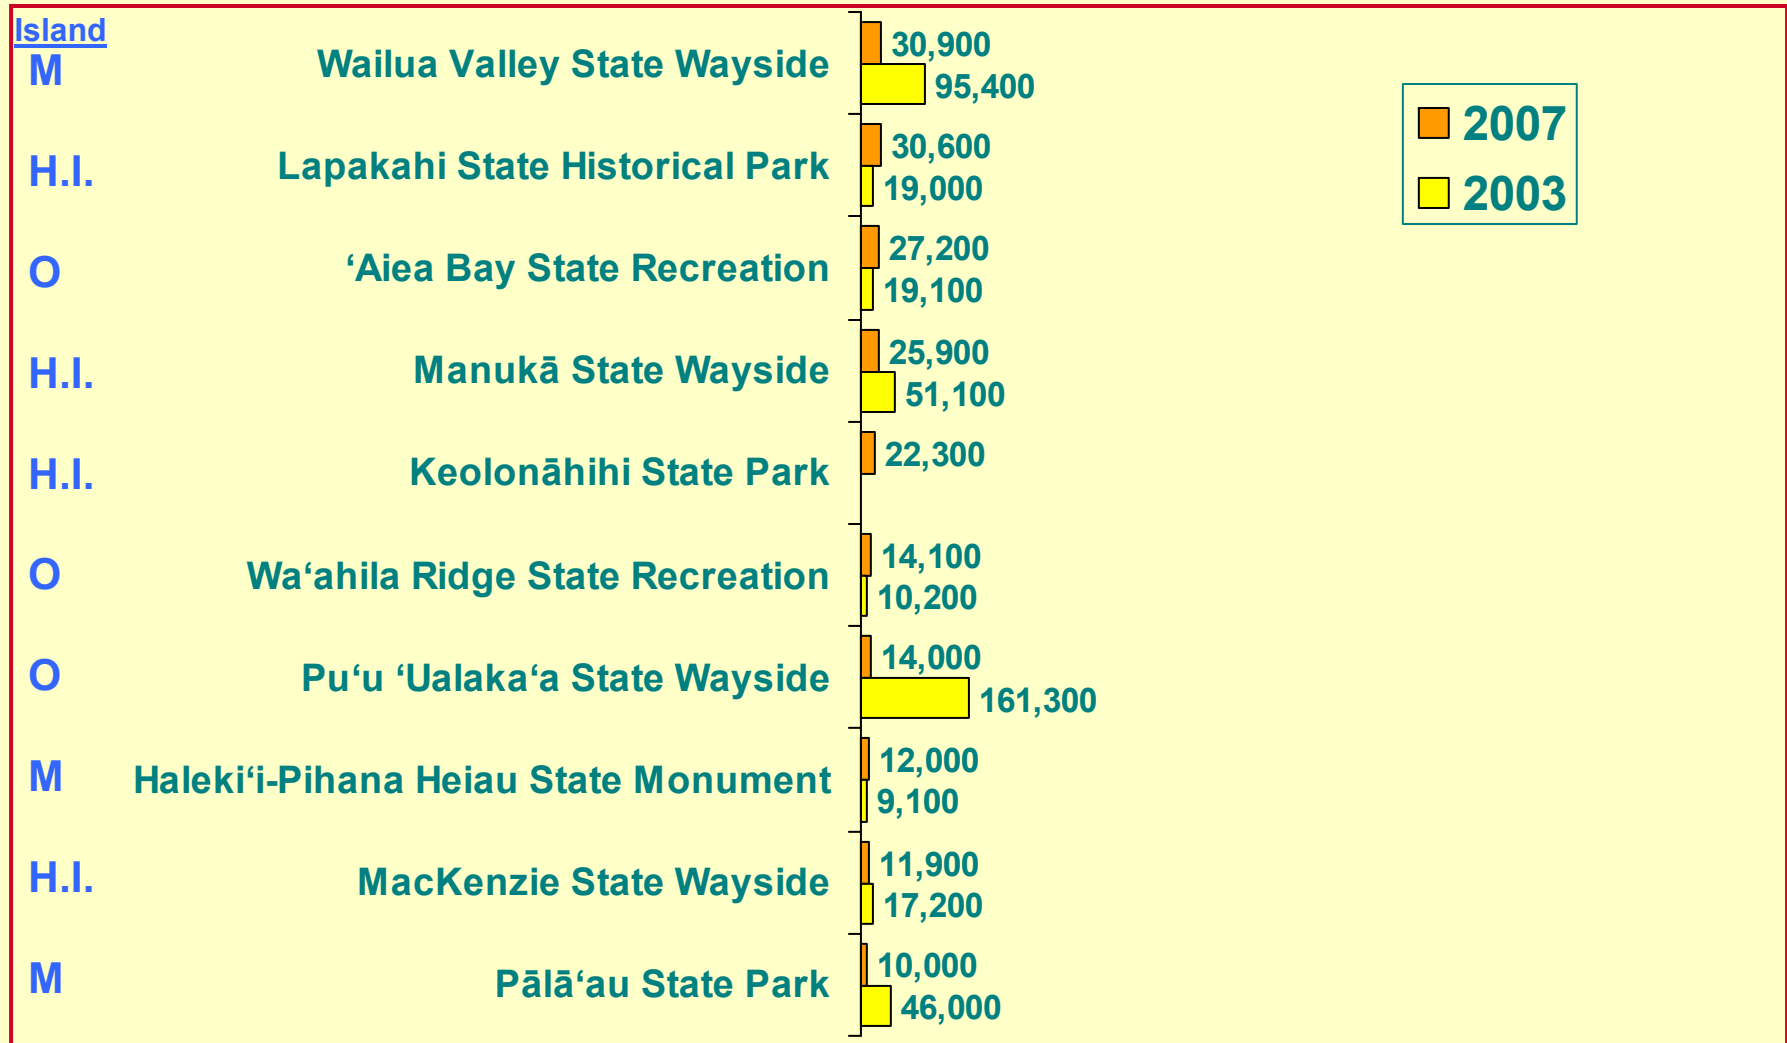 Island
M Wailua Valley State Wayside 30,900
95,400
H.I. Lapakahi State Historical Park 30,600
19,000
O ‘Aiea Bay State Recreation 27,200
19,100
H.I. Manukā State Wayside 25,900
51,100
H.I. Keolonāhihi State Park 22,300
O Wa‘ahila Ridge State Recreation 14,100
10,200
O Pu‘u ‘Ualaka‘a State Wayside 14,000
161,300
M Haleki‘i-Pihana Heiau State Monument 12,000
9,100
H.I. MacKenzie State Wayside 11,900
17,200
M Pālā‘au State Park 10,000
46,000
2007
2003